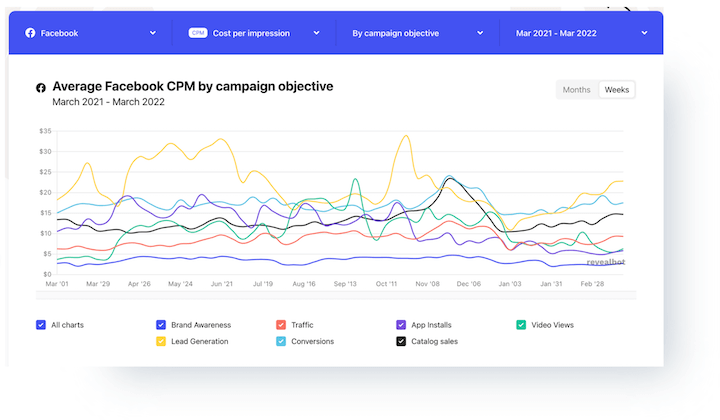 Facebook
CPM Cost per impression
By campaign objective
Mar 2021 - Mar 2022
Average Facebook CPM by campaign objective
March 2021 - March 2022
Months Weeks
$35
$30
$25
$20
$15
$10
$5
$0
Mar '01 Mar '29 Apr '26 May '24 Jun '21 Jul '19 Aug '16 Sep '13 Oct '11 Nov '08 Dec '06 Jan '03 Jan '31 Feb '28
revealbot
All charts Brand Awareness Traffic App Installs Video Views
Lead Generation Conversions Catalog sales